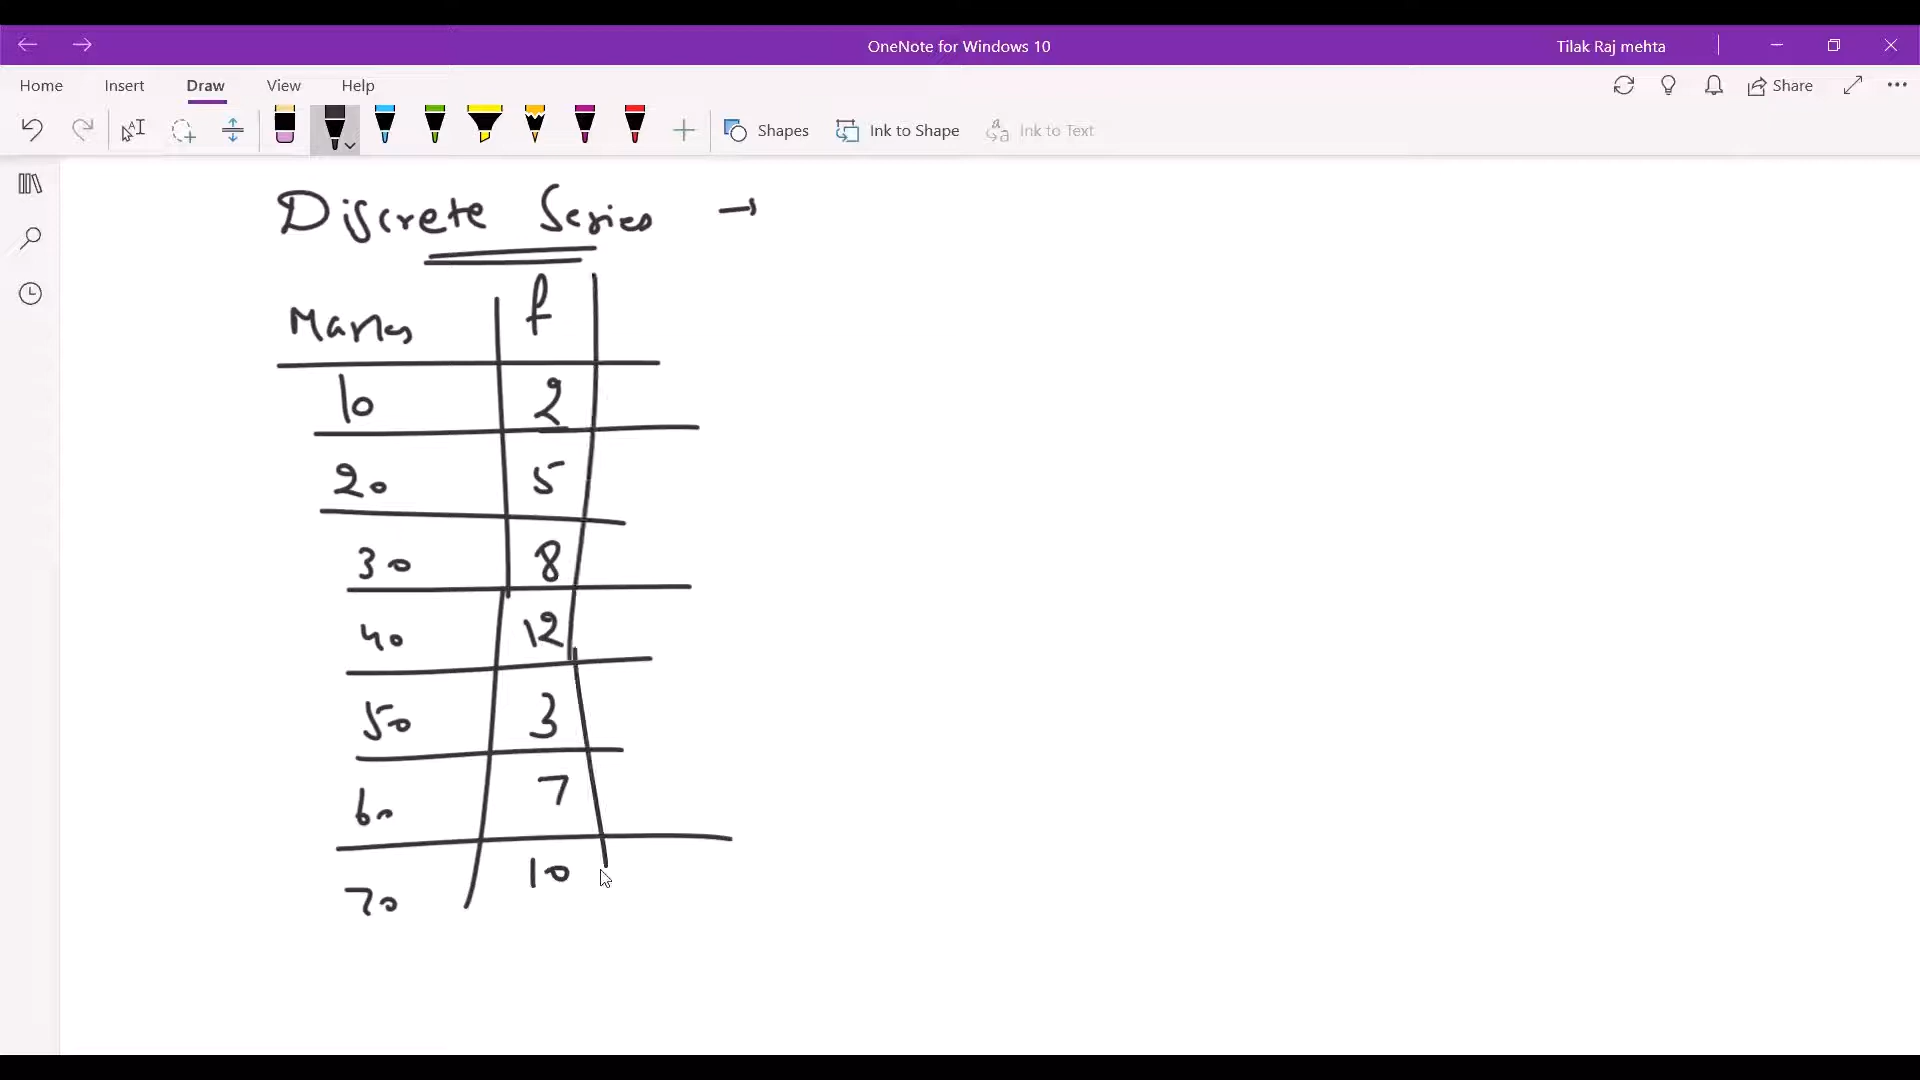 OneNote for Windows 10
Tilak Raj mehta
Home Insert Draw View Help
Share
Shapes Ink to Shape Ink to Text
Discrete Series →
Marks f
10 2
20 5
30 8
40 12
50 3
60 7
70 10